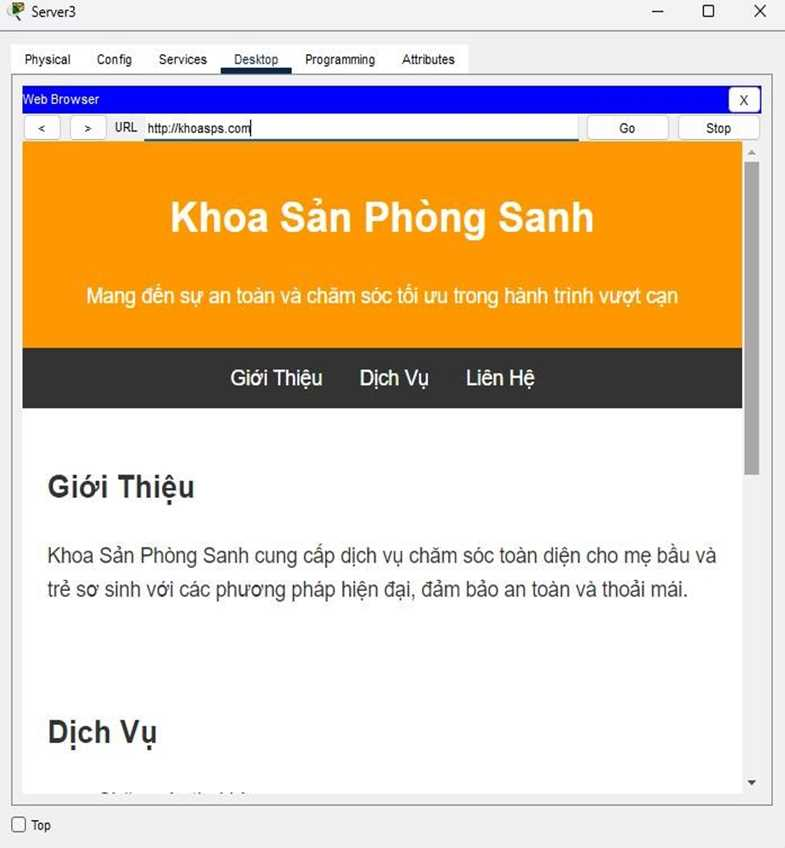 Server3
Physical Config Services Desktop Programming Attributes
Web Browser X
< > URL http://khoasps.com Go Stop
Khoa Sản Phòng Sanh
Mang đến sự an toàn và chăm sóc tối ưu trong hành trình vượt cạn
Giới Thiệu Dịch Vụ Liên Hệ
Giới Thiệu
Khoa Sản Phòng Sanh cung cấp dịch vụ chăm sóc toàn diện cho mẹ bầu và
trẻ sơ sinh với các phương pháp hiện đại, đảm bảo an toàn và thoải mái.
Dịch Vụ
Top